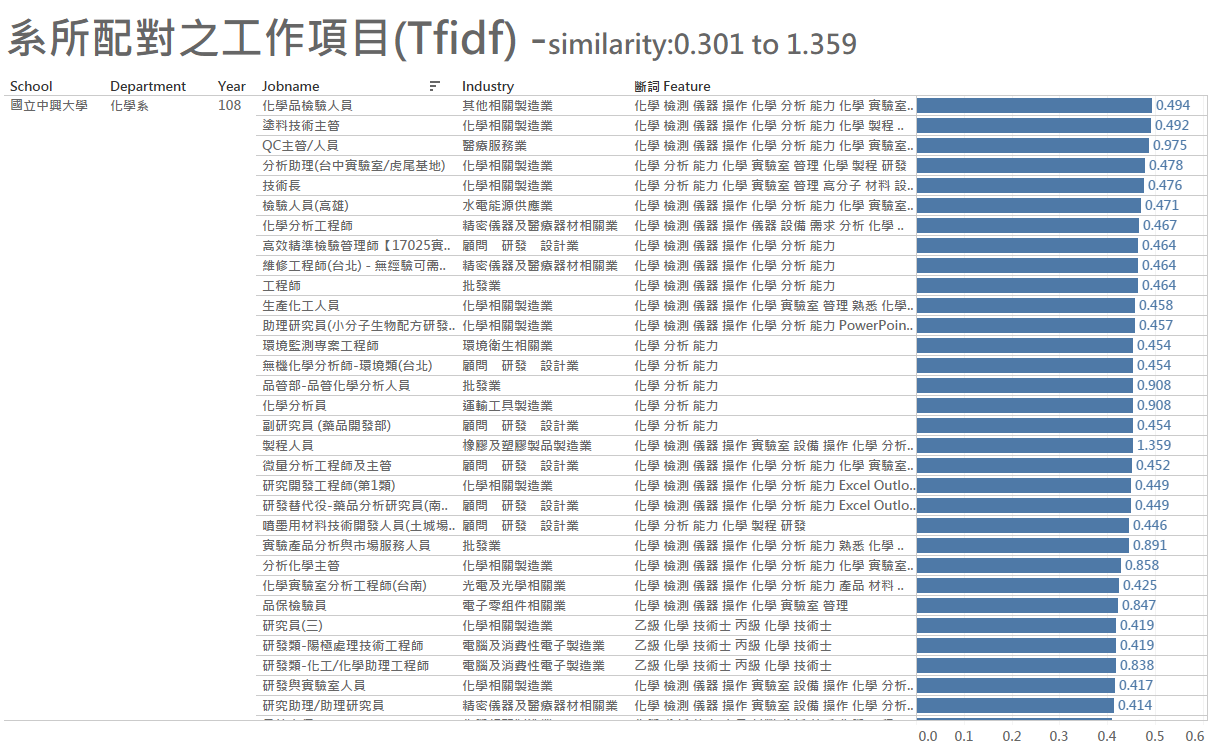 系所配對之工作項目(Tfidf) -similarity:0.301 to 1.359
School Department Year Jobname Industry 斷詞 Feature
國立中興大學 化學系 108 化學品檢驗人員 其他相關製造業 化學 檢測 儀器 操作 化學 分析 能力 化學 實驗室.. 0.494
塗料技術主管 化學相關製造業 化學 檢測 儀器 操作 化學 分析 能力 化學 製程 .. 0.492
QC主管/人員 醫療服務業 化學 檢測 儀器 操作 化學 分析 能力 化學 實驗室.. 0.975
分析助理(台中實驗室/虎尾基地) 化學相關製造業 化學 分析 能力 化學 實驗室 管理 化學 製程 研發 0.478
技術長 化學相關製造業 化學 分析 能力 化學 實驗室 管理 高分子 材料 設.. 0.476
檢驗人員(高雄) 水電能源供應業 化學 檢測 儀器 操作 化學 分析 能力 化學 實驗室.. 0.471
化學分析工程師 精密儀器及醫療器材相關業 化學 檢測 儀器 操作 儀器 設備 需求 分析 化學 .. 0.467
高效精準檢驗管理師【17025實.. 顧問 研發 設計業 化學 檢測 儀器 操作 化學 分析 能力 0.464
維修工程師(台北) - 無經驗可需.. 精密儀器及醫療器材相關業 化學 檢測 儀器 操作 化學 分析 能力 0.464
工程師 批發業 化學 檢測 儀器 操作 化學 分析 能力 0.464
生產化工人員 化學相關製造業 化學 檢測 儀器 操作 化學 實驗室 管理 熟悉 化學.. 0.458
助理研究員(小分子生物配方研發.. 化學相關製造業 化學 檢測 儀器 操作 化學 分析 能力 PowerPoin.. 0.457
環境監測專案工程師 環境衛生相關業 化學 分析 能力 0.454
無機化學分析師-環境類(台北) 顧問 研發 設計業 化學 分析 能力 0.454
品管部-品管化學分析人員 批發業 化學 分析 能力 0.908
化學分析員 運輸工具製造業 化學 分析 能力 0.908
副研究員 (藥品開發部) 顧問 研發 設計業 化學 分析 能力 0.454
製程人員 橡膠及塑膠製品製造業 化學 檢測 儀器 操作 實驗室 設備 操作 化學 分析.. 1.359
微量分析工程師及主管 顧問 研發 設計業 化學 檢測 儀器 操作 化學 分析 能力 化學 實驗室.. 0.452
研究開發工程師(第1類) 化學相關製造業 化學 檢測 儀器 操作 化學 分析 能力 Excel Outlo.. 0.449
研發替代役-藥品分析研究員(南.. 顧問 研發 設計業 化學 檢測 儀器 操作 化學 分析 能力 Excel Outlo.. 0.449
噴墨用材料技術開發人員(土城場.. 顧問 研發 設計業 化學 分析 能力 化學 製程 研發 0.446
實驗產品分析與市場服務人員 批發業 化學 檢測 儀器 操作 化學 分析 能力 熟悉 化學 .. 0.891
分析化學主管 化學相關製造業 化學 檢測 儀器 操作 化學 分析 能力 化學 實驗室.. 0.858
化學實驗室分析工程師(台南) 光電及光學相關業 化學 檢測 儀器 操作 化學 分析 能力 產品 材料 .. 0.425
品保檢驗員 電子零組件相關業 化學 檢測 儀器 操作 化學 實驗室 管理 0.847
研究員(三) 化學相關製造業 乙級 化學 技術士 丙級 化學 技術士 0.419
研發類-陽極處理技術工程師 電腦及消費性電子製造業 乙級 化學 技術士 丙級 化學 技術士 0.419
研發類-化工/化學助理工程師 電腦及消費性電子製造業 乙級 化學 技術士 丙級 化學 技術士 0.838
研發與實驗室人員 化學相關製造業 化學 檢測 儀器 操作 實驗室 設備 操作 化學 分析.. 0.417
研究助理/助理研究員 精密儀器及醫療器材相關業 化學 檢測 儀器 操作 實驗室 設備 操作 化學 分析.. 0.414
0.0 0.1 0.2 0.3 0.4 0.5 0.6